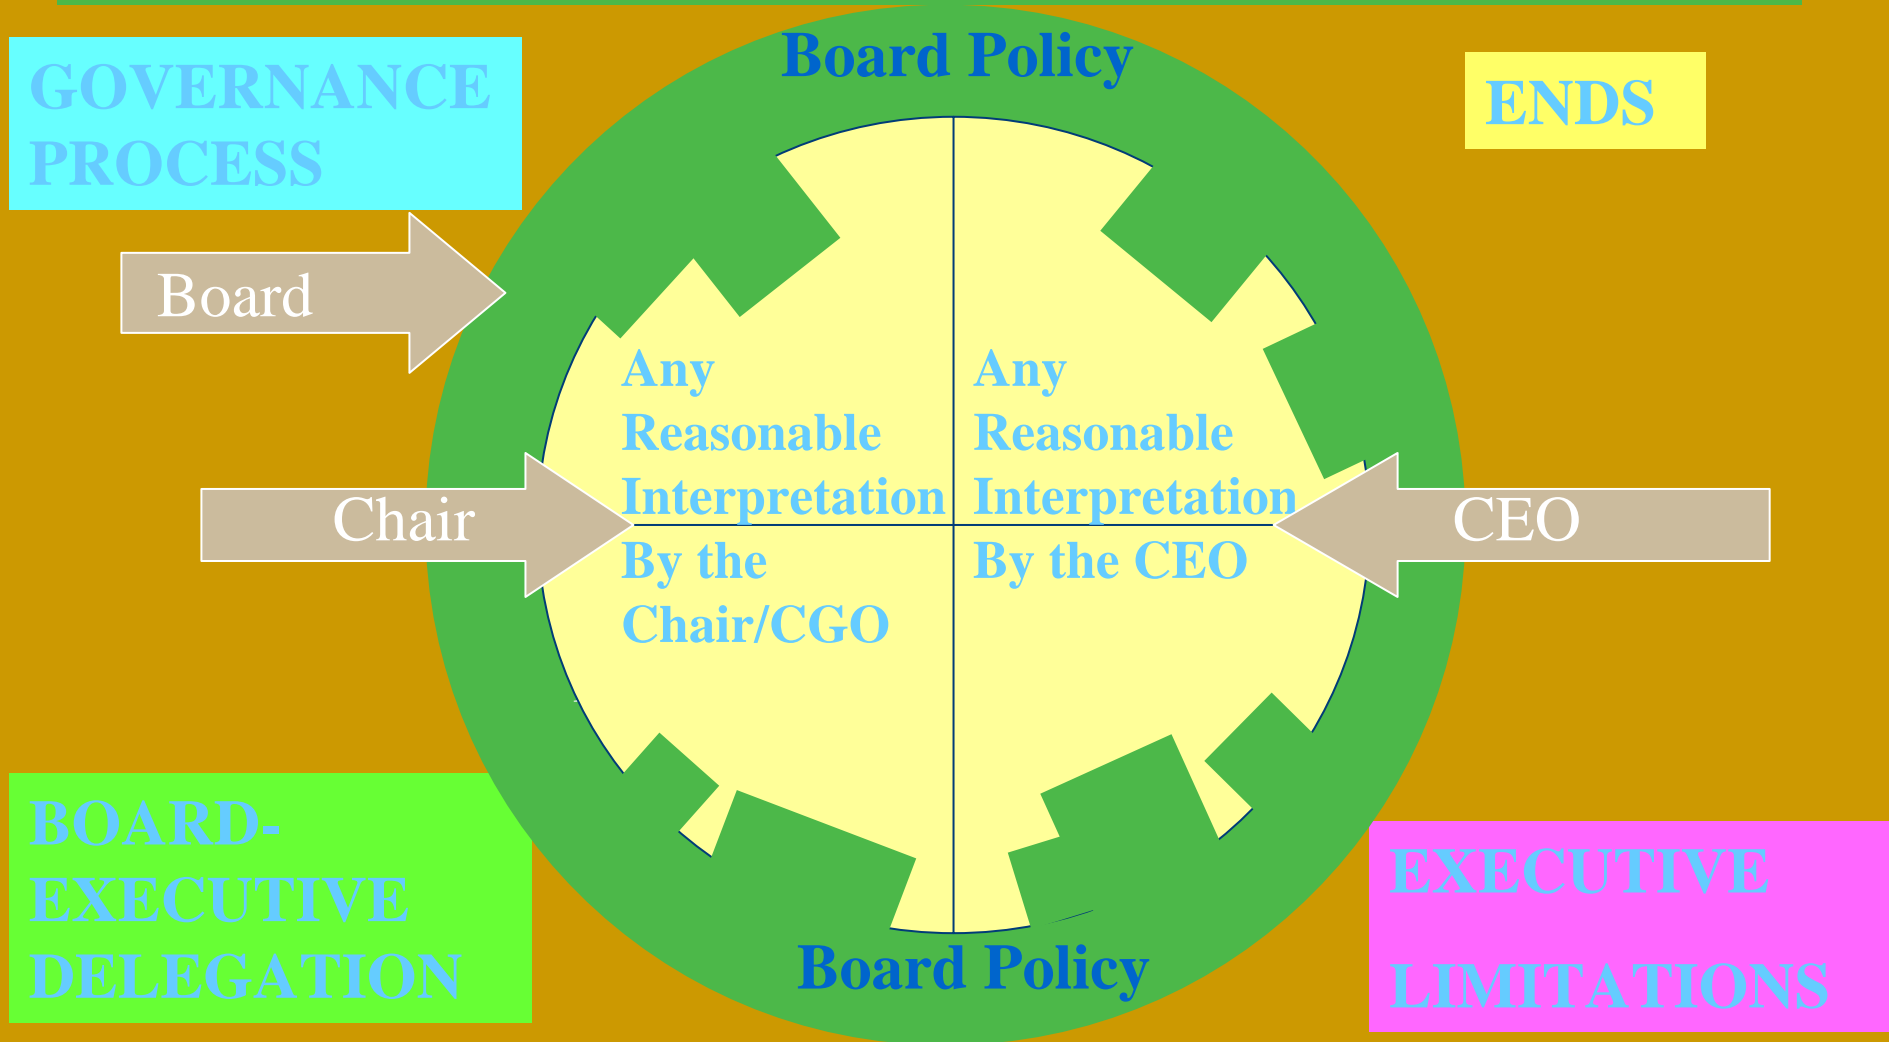 Board Policy
GOVERNANCE
PROCESS
ENDS
Board
Any
Reasonable
Interpretation
By the
Chair/CGO
Any
Reasonable
Interpretation
By the CEO
Chair
CEO
BOARD-
EXECUTIVE
DELEGATION
EXECUTIVE
LIMITATIONS
Board Policy